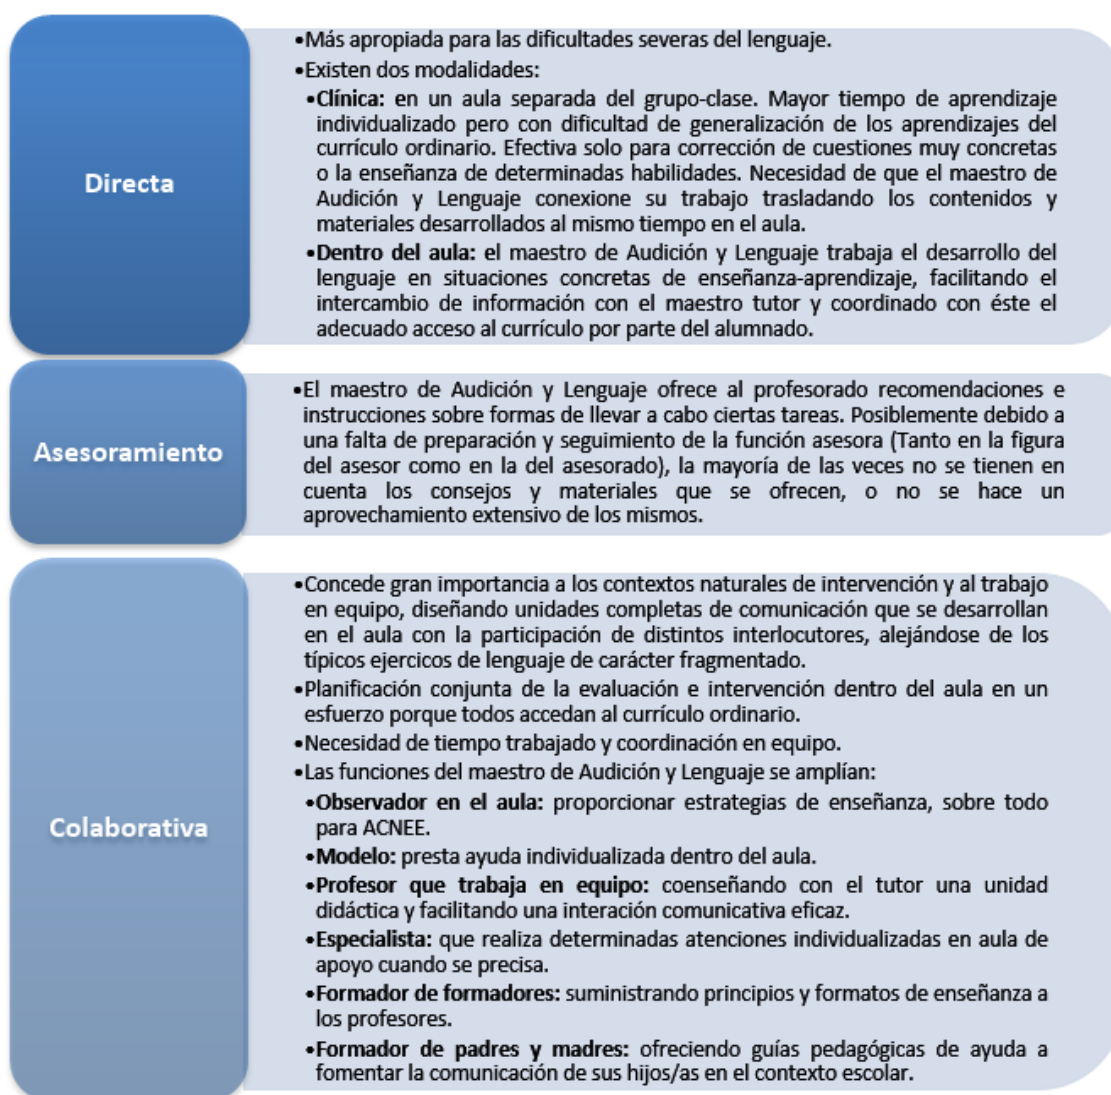 Directa
•Más apropiada para las dificultades severas del lenguaje.
•Existen dos modalidades:
•Clínica: en un aula separada del grupo-clase. Mayor tiempo de aprendizaje
individualizado pero con dificultad de generalización de los aprendizajes del
currículo ordinario. Efectiva solo para corrección de cuestiones muy concretas
o la enseñanza de determinadas habilidades. Necesidad de que el maestro de
Audición y Lenguaje conexione su trabajo trasladando los contenidos y
materiales desarrollados al mismo tiempo en el aula.
•Dentro del aula: el maestro de Audición y Lenguaje trabaja el desarrollo del
lenguaje en situaciones concretas de enseñanza-aprendizaje, facilitando el
intercambio de información con el maestro tutor y coordinado con éste el
adecuado acceso al currículo por parte del alumnado.
Asesoramiento
•El maestro de Audición y Lenguaje ofrece al profesorado recomendaciones e
instrucciones sobre formas de llevar a cabo ciertas tareas. Posiblemente debido a
una falta de preparación y seguimiento de la función asesora (Tanto en la figura
del asesor como en la del asesorado), la mayoría de las veces no se tienen en
cuenta los consejos y materiales que se ofrecen, o no se hace un
aprovechamiento extensivo de los mismos.
Colaborativa
•Concede gran importancia a los contextos naturales de intervención y al trabajo
en equipo, diseñando unidades completas de comunicación que se desarrollan
en el aula con la participación de distintos interlocutores, alejándose de los
típicos ejercicos de lenguaje de carácter fragmentado.
•Planificación conjunta de la evaluación e intervención dentro del aula en un
esfuerzo porque todos accedan al currículo ordinario.
•Necesidad de tiempo trabajado y coordinación en equipo.
•Las funciones del maestro de Audición y Lenguaje se amplían:
•Observador en el aula: proporcionar estrategias de enseñanza, sobre todo
para ACNEE.
•Modelo: presta ayuda individualizada dentro del aula.
•Profesor que trabaja en equipo: coenseñando con el tutor una unidad
didáctica y facilitando una interación comunicativa eficaz.
•Especialista: que realiza determinadas atenciones individualizadas en aula de
apoyo cuando se precisa.
•Formador de formadores: suministrando principios y formatos de enseñanza a
los profesores.
•Formador de padres y madres: ofreciendo guías pedagógicas de ayuda a
fomentar la comunicación de sus hijos/as en el contexto escolar.